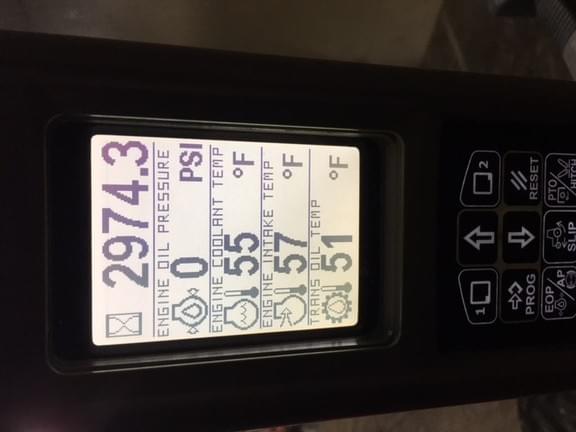 2974.3
ENGINE OIL PRESSURE
0 PSI
ENGINE COOLANT TEMP
55 °F
ENGINE INTAKE TEMP
57 °F
TRANS OIL TEMP
51 °F
1 2
PROG RESET
EOP/AP SLIP PTO/HITCH